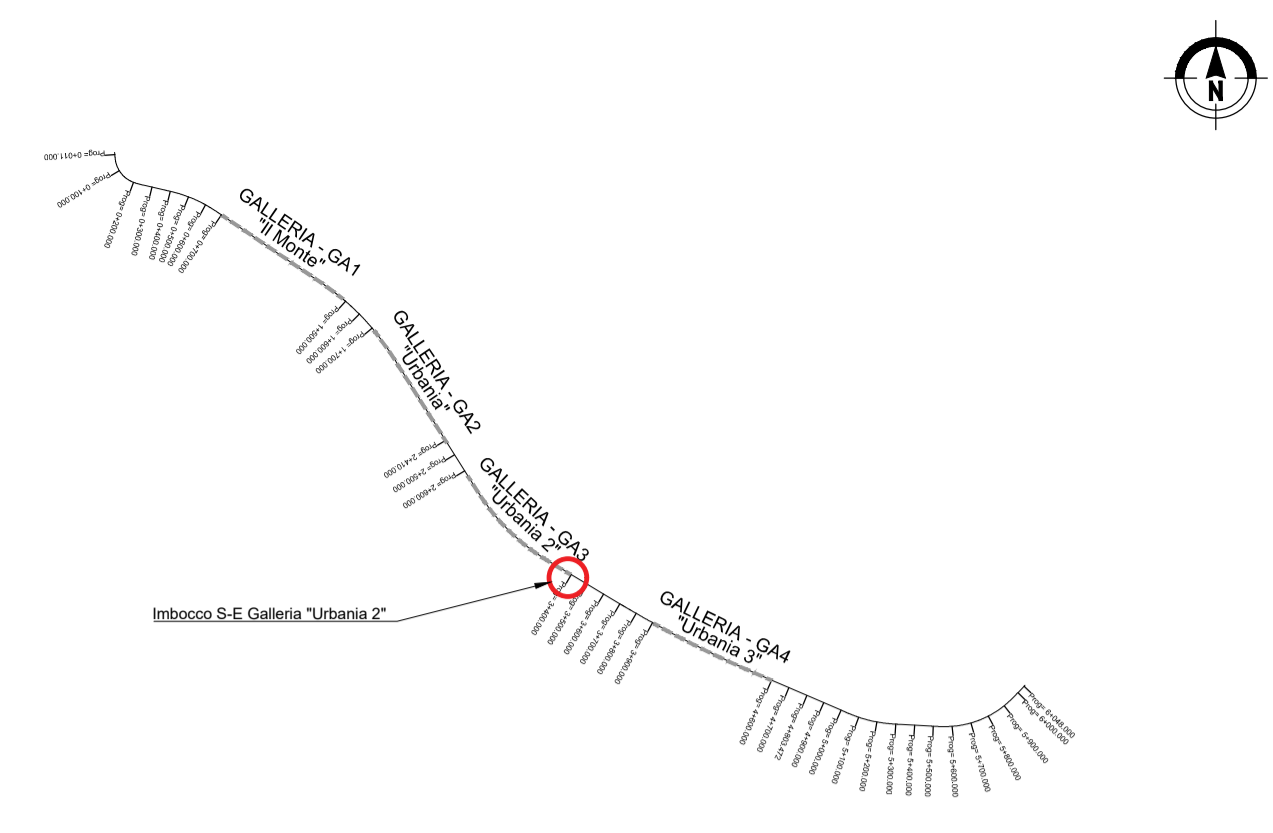 N
Prog= 0+011.000
Prog= 0+100.000
Prog= 0+200.000
Prog= 0+300.000
Prog= 0+400.000
Prog= 0+500.000
Prog= 0+600.000
Prog= 0+700.000
GALLERIA - GA1
"Il Monte"
Prog= 1+500.000
Prog= 1+600.000
Prog= 1+700.000
GALLERIA - GA2
"Urbania"
Prog= 2+410.000
Prog= 2+500.000
Prog= 2+600.000
GALLERIA - GA3
"Urbania 2"
Imbocco S-E Galleria "Urbania 2"
Prog= 3+400.000
Prog= 3+500.000
Prog= 3+600.000
Prog= 3+700.000
Prog= 3+800.000
Prog= 3+900.000
GALLERIA - GA4
"Urbania 3"
Prog= 4+600.000
Prog= 4+700.000
Prog= 4+803.472
Prog= 4+900.000
Prog= 5+000.000
Prog= 5+100.000
Prog= 5+200.000
Prog= 5+300.000
Prog= 5+400.000
Prog= 5+500.000
Prog= 5+600.000
Prog= 5+700.000
Prog= 5+800.000
Prog= 5+900.000
Prog= 6+000.000
Prog= 6+048.000